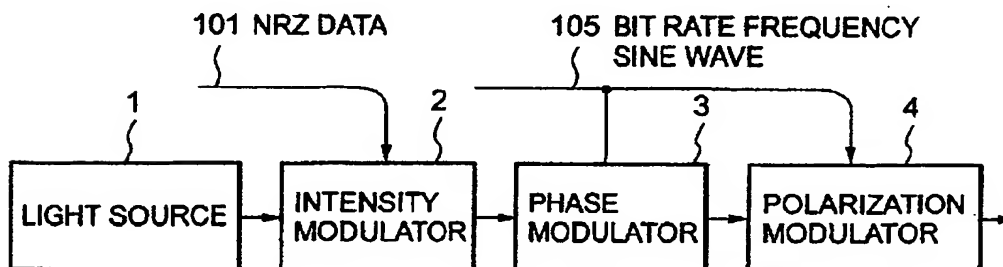 101 NRZ DATA
105 BIT RATE FREQUENCY
SINE WAVE
1
2
3
4
LIGHT SOURCE
INTENSITY
MODULATOR
PHASE
MODULATOR
POLARIZATION
MODULATOR